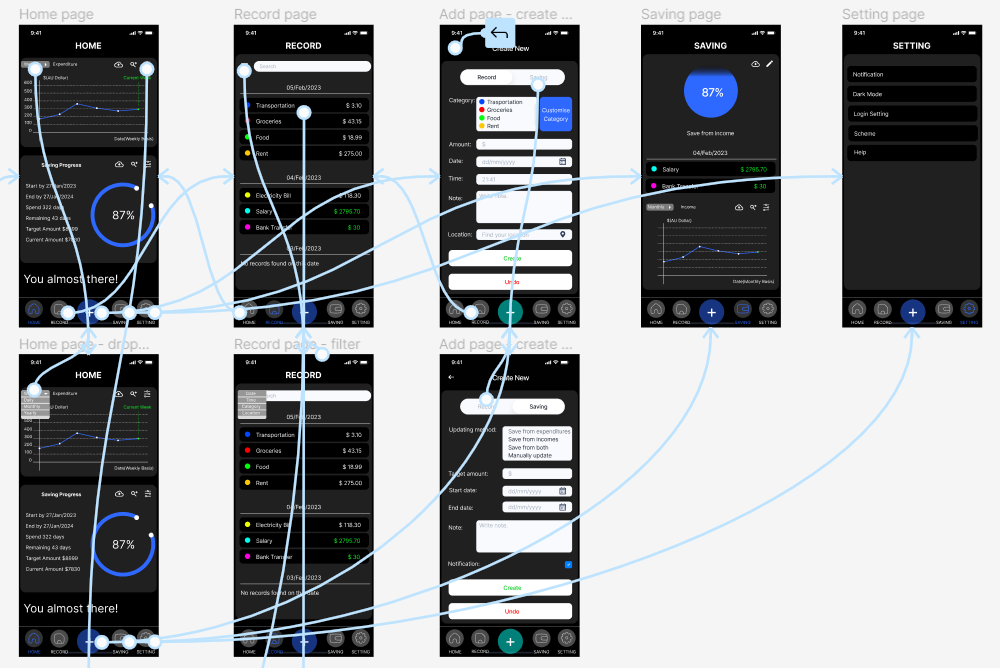 Home page
9:41
HOME
Expenditure
$(AU Dollar)
Current Week
600
500
400
300
200
100
0
Date(Weekly Basis)
Saving Progress
Start by 27/Jan/2023
End by 27/Jan/2024
Spend 322 days
Remaining 43 days
Target Amount $8999
Current Amount $7830
87%
You almost there!
HOME
RECORD
+
SAVING
SETTING
Record page
9:41
RECORD
Search
05/Feb/2023
Transportation
$ 3.10
Groceries
$ 43.15
Food
$ 18.99
Rent
$ 275.00
04/Feb/2023
Electricity Bill
$ 118.30
Salary
$ 2795.70
Bank Transfer
$ 30
03/Feb/2023
No records found on this date
HOME
RECORD
+
SAVING
SETTING
Add page - create ...
9:41
Create New
Record
Saving
Category:
Trasportation
Groceries
Food
Rent
Customise
Category
Amount:
$
Date:
dd/mm/yyyy
Time:
21:41
Note:
Write note
Location:
Find your location
Create
Undo
HOME
RECORD
+
SAVING
SETTING
Saving page
9:41
SAVING
87%
Save from income
04/Feb/2023
Salary
$ 2795.70
Bank Transfer
$ 30
Monthly
Income
$(AU Dollar)
Date(Monthly Basis)
HOME
RECORD
+
SAVING
SETTING
Setting page
9:41
SETTING
Notification
Dark Mode
Login Setting
Scheme
Help
HOME
RECORD
+
SAVING
SETTING
Home page - drop...
9:41
HOME
Expenditure
Daily
Monthly
Yearly
AU Dollar)
Current Week
500
400
300
200
100
0
Date(Weekly Basis)
Saving Progress
Start by 27/Jan/2023
End by 27/Jan/2024
Spend 322 days
Remaining 43 days
Target Amount $8999
Current Amount $7830
87%
You almost there!
HOME
RECORD
+
SAVING
SETTING
Record page - filter
9:41
RECORD
Date
Time
Category
Location
05/Feb/2023
Transportation
$ 3.10
Groceries
$ 43.15
Food
$ 18.99
Rent
$ 275.00
04/Feb/2023
Electricity Bill
$ 118.30
Salary
$ 2795.70
Bank Transfer
$ 30
03/Feb/2023
No records found on this date
HOME
RECORD
+
SAVING
SETTING
Add page - create ...
9:41
Create New
Record
Saving
Updating method:
Save from expenditures
Save from incomes
Save from both
Manually update
Target amount:
$
Start date:
dd/mm/yyyy
End date:
dd/mm/yyyy
Note:
Write note
Notification:
Create
Undo
HOME
RECORD
+
SAVING
SETTING